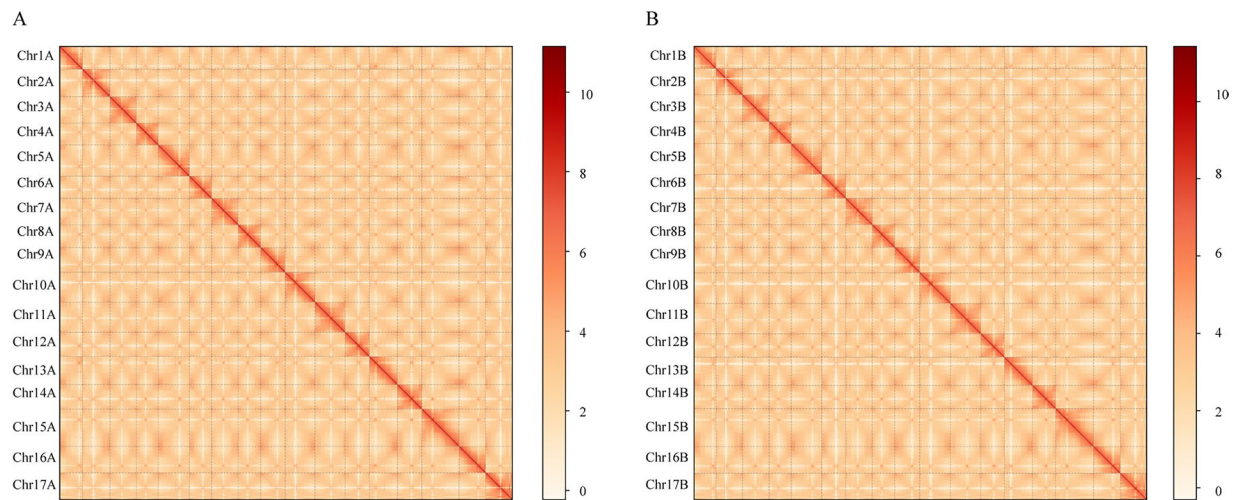 A
Chr1A
Chr2A
Chr3A
Chr4A
Chr5A
Chr6A
Chr7A
Chr8A
Chr9A
Chr10A
Chr11A
Chr12A
Chr13A
Chr14A
Chr15A
Chr16A
Chr17A
10
8
6
4
2
0
B
Chr1B
Chr2B
Chr3B
Chr4B
Chr5B
Chr6B
Chr7B
Chr8B
Chr9B
Chr10B
Chr11B
Chr12B
Chr13B
Chr14B
Chr15B
Chr16B
Chr17B
10
8
6
4
2
0